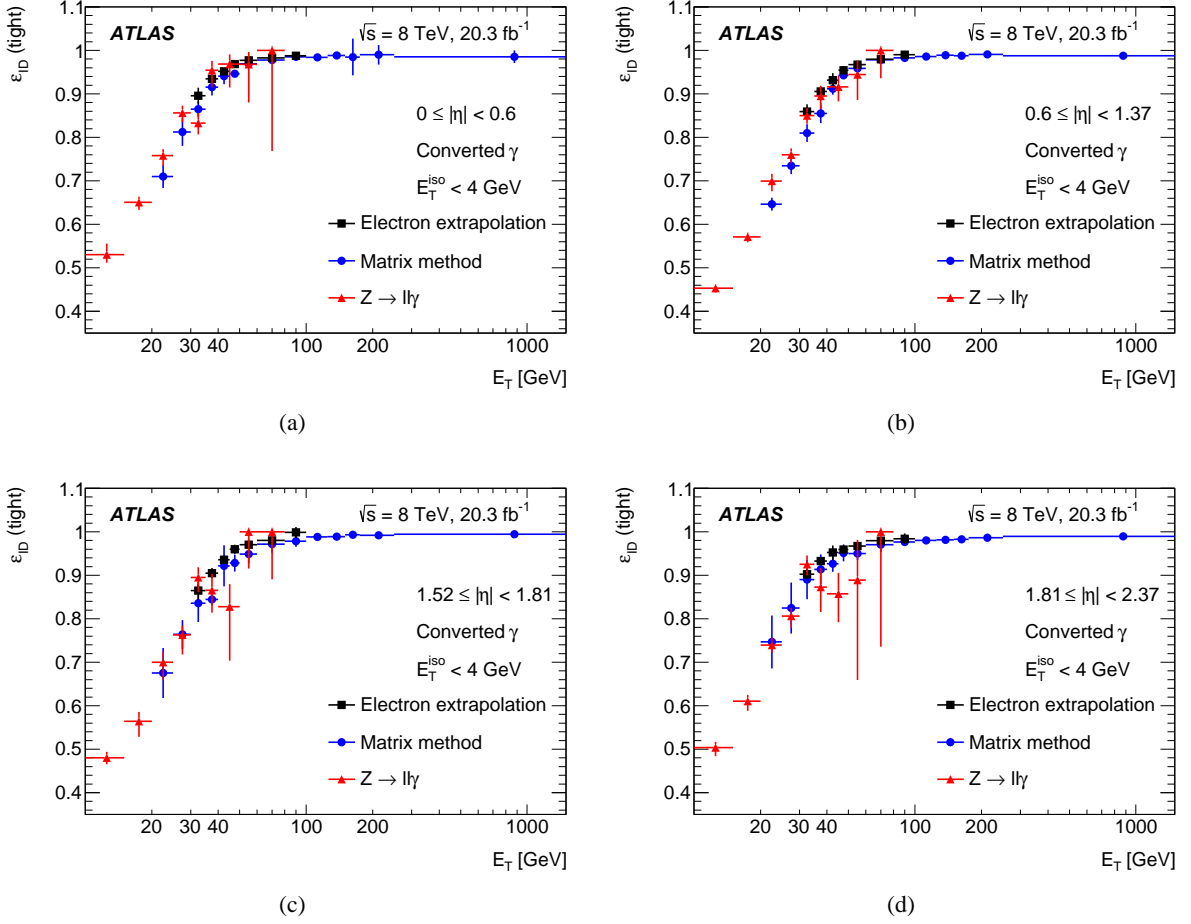 ε_ID (tight)
1.1
1
0.9
0.8
0.7
0.6
0.5
0.4
ATLAS
√s = 8 TeV, 20.3 fb⁻¹
0 ≤ |η| < 0.6
Converted γ
E_T^iso < 4 GeV
Electron extrapolation
Matrix method
Z → llγ
20 30 40 100 200 1000
E_T [GeV]
(a)
ε_ID (tight)
1.1
1
0.9
0.8
0.7
0.6
0.5
0.4
ATLAS
√s = 8 TeV, 20.3 fb⁻¹
0.6 ≤ |η| < 1.37
Converted γ
E_T^iso < 4 GeV
Electron extrapolation
Matrix method
Z → llγ
20 30 40 100 200 1000
E_T [GeV]
(b)
ε_ID (tight)
1.1
1
0.9
0.8
0.7
0.6
0.5
0.4
ATLAS
√s = 8 TeV, 20.3 fb⁻¹
1.52 ≤ |η| < 1.81
Converted γ
E_T^iso < 4 GeV
Electron extrapolation
Matrix method
Z → llγ
20 30 40 100 200 1000
E_T [GeV]
(c)
ε_ID (tight)
1.1
1
0.9
0.8
0.7
0.6
0.5
0.4
ATLAS
√s = 8 TeV, 20.3 fb⁻¹
1.81 ≤ |η| < 2.37
Converted γ
E_T^iso < 4 GeV
Electron extrapolation
Matrix method
Z → llγ
20 30 40 100 200 1000
E_T [GeV]
(d)